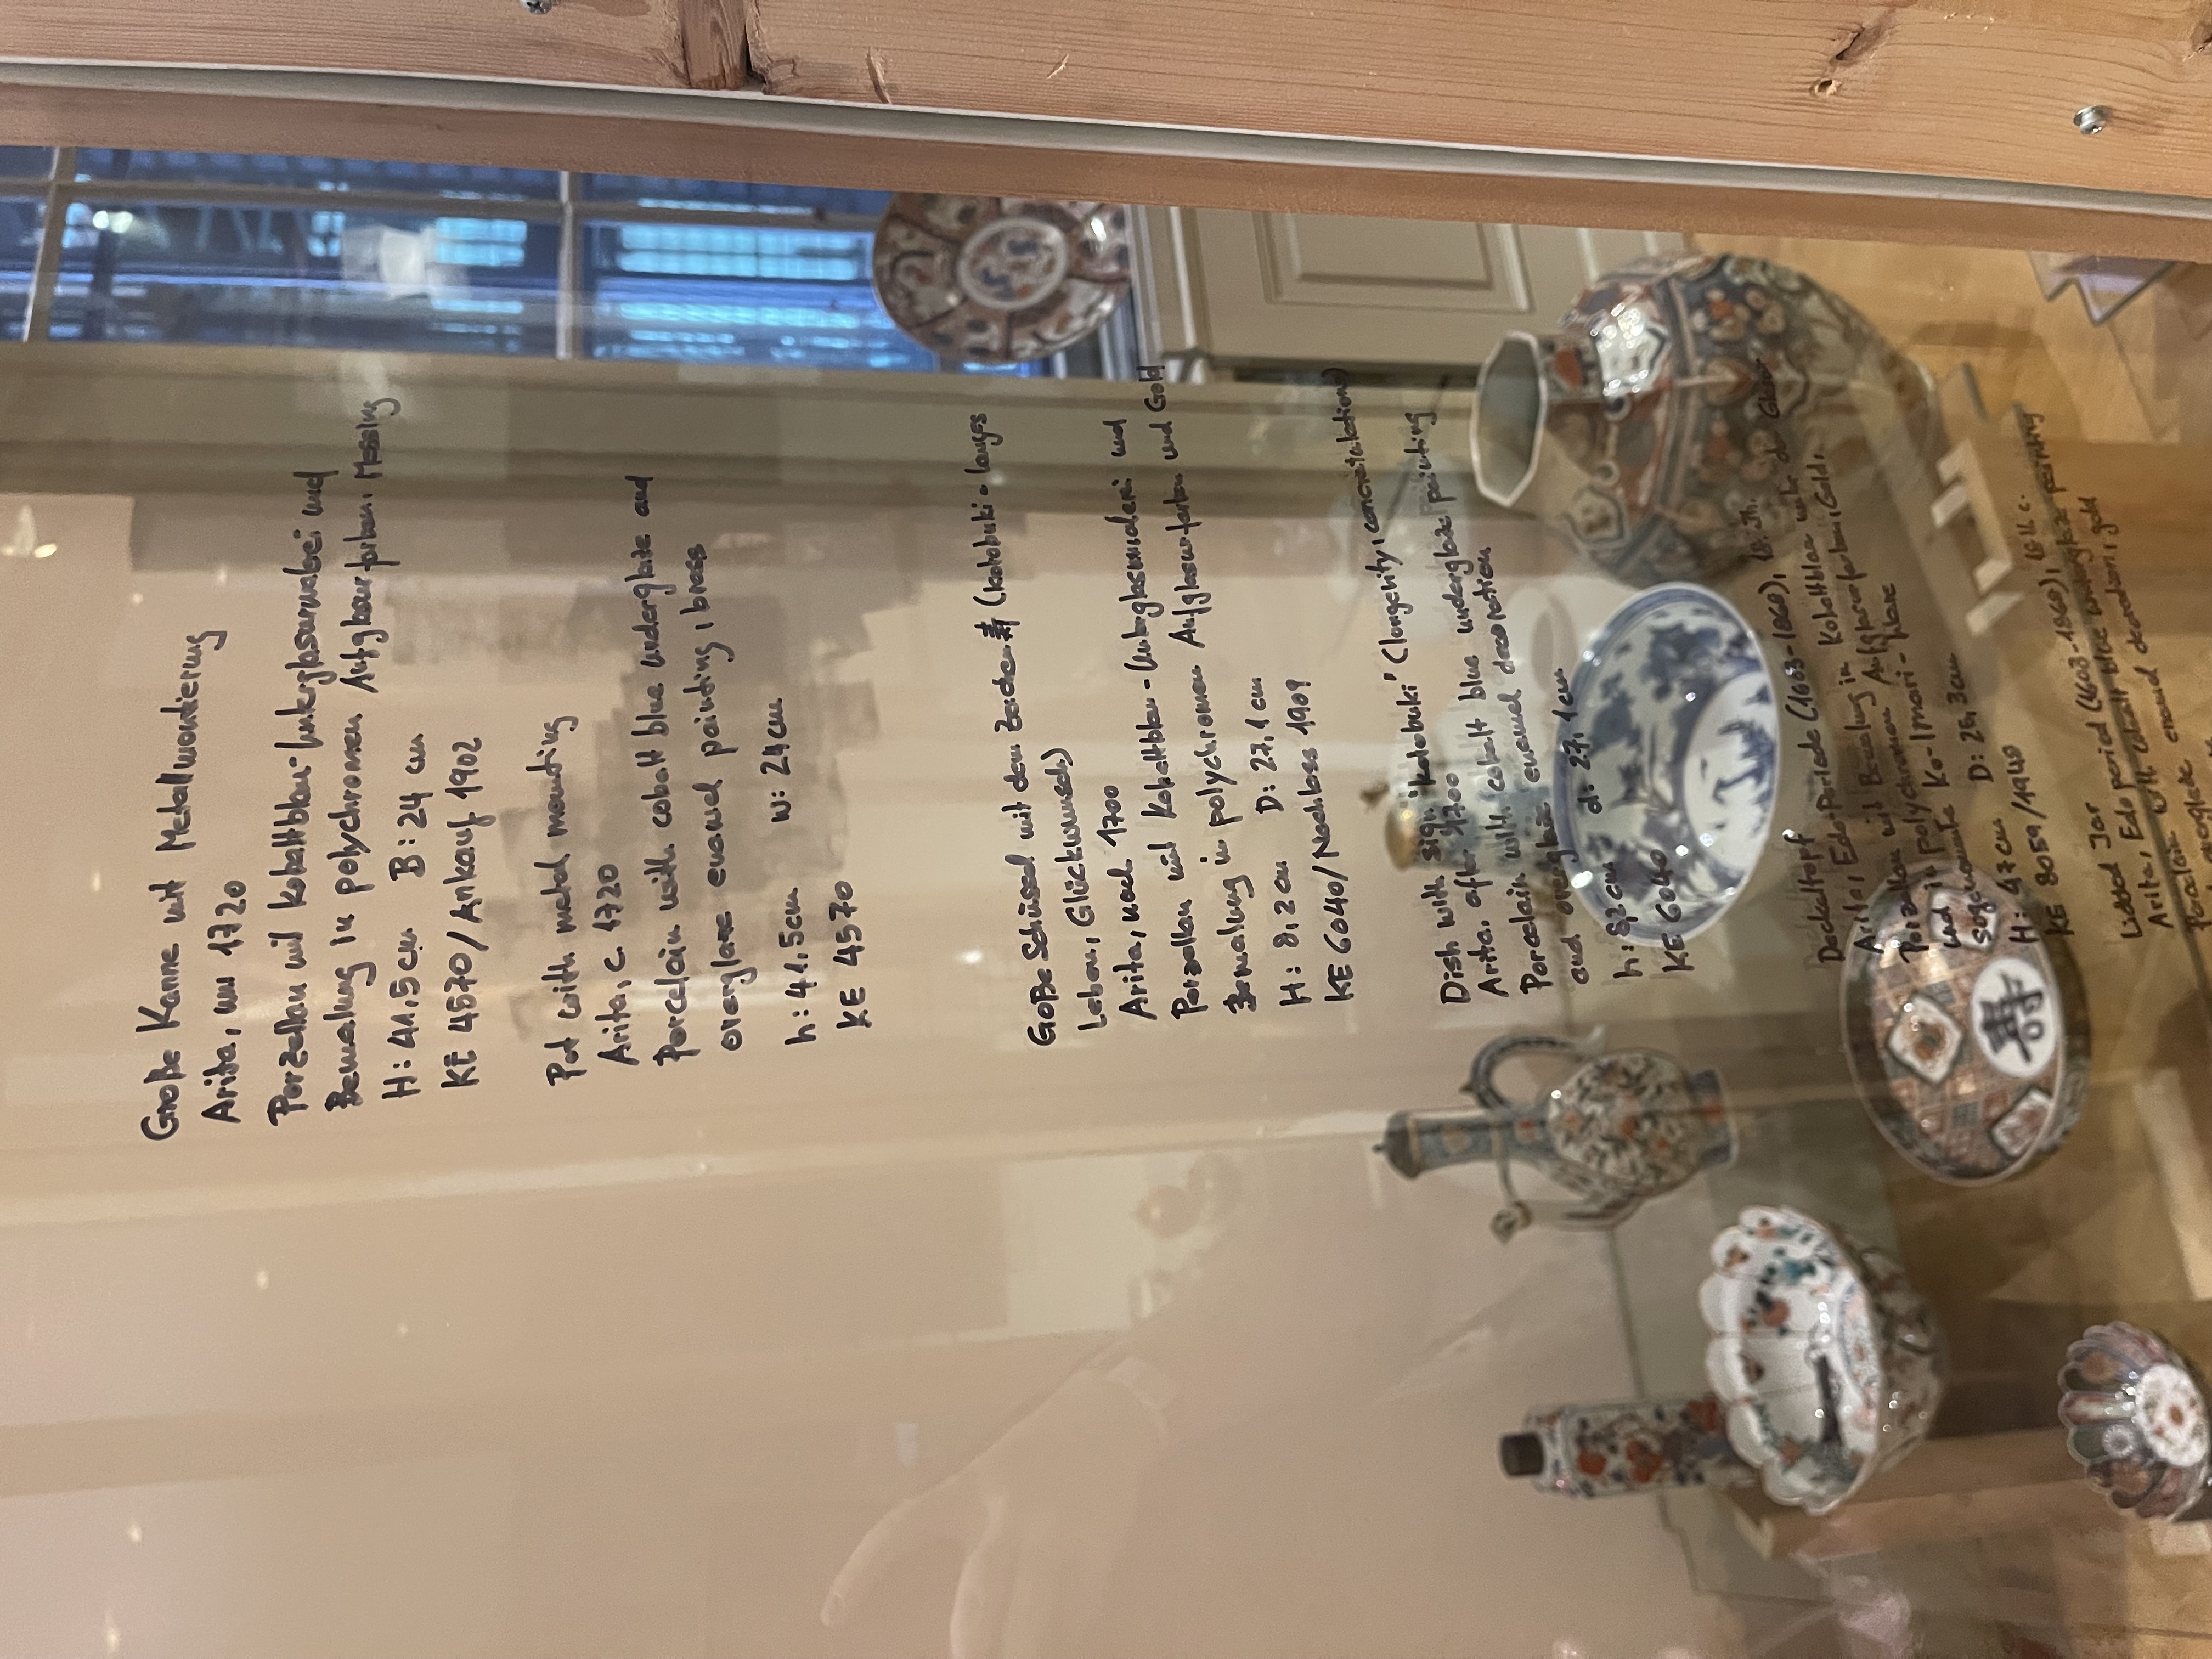 Große Kanne mit Metallmontierung
Arita, um 1720
Porzellan mit kobaltblau-Unterglasurmalerei und
Bemalung in polychromen Aufglasurfarben. Messing
H: 41,5 cm B: 24 cm
KE 4570/Ankauf 1902
Pot with metal mounting
Arita, c. 1720
Porcelain with cobalt blue underglaze and
overglaze enamel painting, brass
h: 41,5cm w: 24cm
KE 4570
Goße Schüssel mit dem Zeichen 寿 (kotobuki - langes
Leben, Glückwunsch)
Arita, nach 1700
Porzellan mit Kobaltblau-Unterglasurmalerei und
Bemalung in polychromen Aufglasurfarben und Gold
H: 8,2 cm D: 27,1 cm
KE 6040/Nachlass 1909
Dish with sign "kotobuki" (longevity,
Arita, after 1700
Porcelain with cobalt blue underglaze painting
and overglaze enamel decoration
h: 8,2 cm d: 27,1 cm
KE 6040
Deckeltopf
Arita, Edo-Periode (1603-1868), 18. Jh.
Porzellan mit Bemalung in Kobaltblau unter der Glasur
und in polychromen Aufglasurfarben, Gold,
sogenannte Ko-Imari-Ware
壽
H: 47 cm D: 26,3cm
KE 8059/1948
Lidded Jar
Arita, Edo period (1603-1868), 18th c.
Porcelain with cobalt blue underglaze painting
overglaze enamel decoration, gold